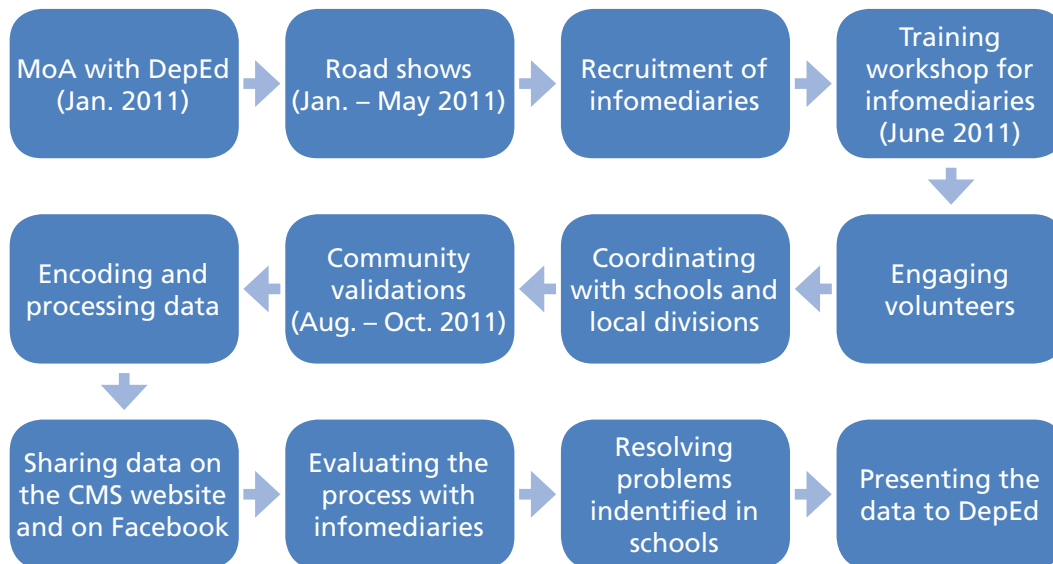 MoA with DepEd
(Jan. 2011)
Road shows
(Jan. – May 2011)
Recruitment of
infomediaries
Training
workshop for
infomediaries
(June 2011)
Engaging
volunteers
Coordinating
with schools and
local divisions
Community
validations
(Aug. – Oct. 2011)
Encoding and
processing data
Sharing data on
the CMS website
and on Facebook
Evaluating the
process with
infomediaries
Resolving
problems
indentified in
schools
Presenting the
data to DepEd